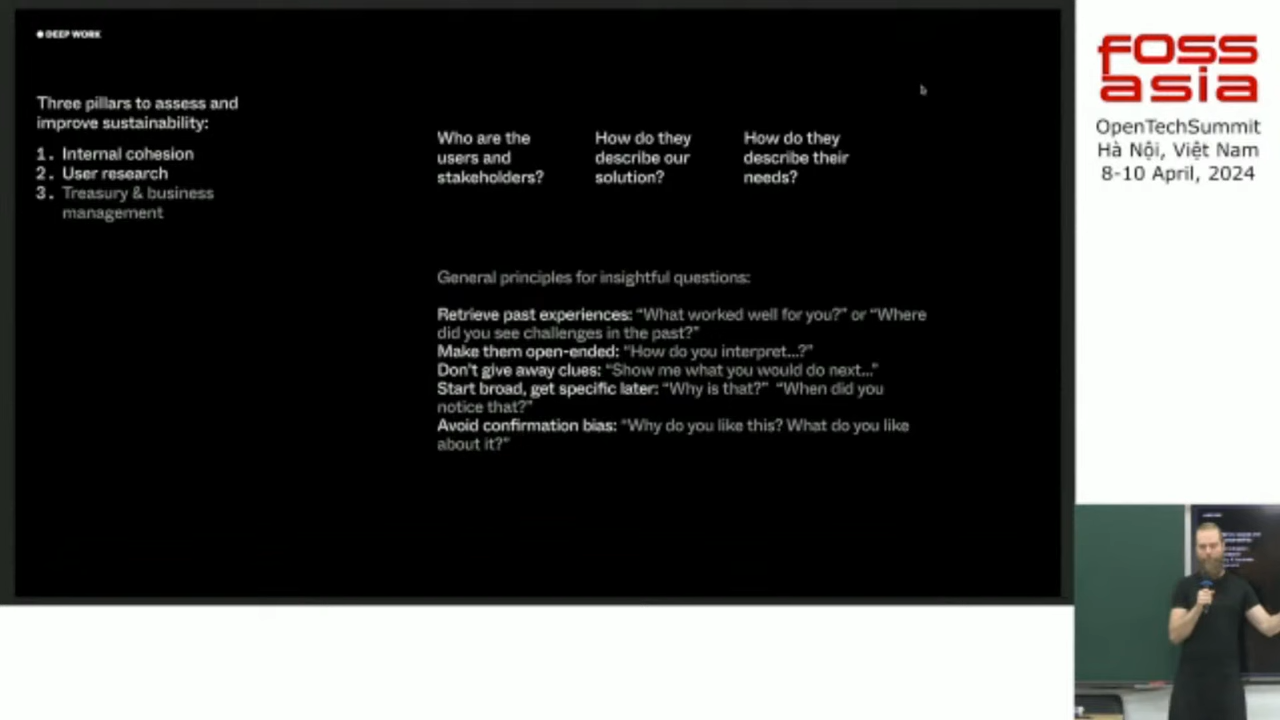 DEEP WORK
Three pillars to assess and
improve sustainability:
1. Internal cohesion
2. User research
3. Treasury & business
management
Who are the
users and
stakeholders?
How do they
describe our
solution?
How do they
describe their
needs?
General principles for insightful questions:
Retrieve past experiences: “What worked well for you?” or “Where
did you see challenges in the past?”
Make them open-ended: “How do you interpret...?”
Don't give away clues: “Show me what you would do next...”
Start broad, get specific later: “Why is that?” “When did you
notice that?”
Avoid confirmation bias: “Why do you like this? What do you like
about it?”
FOSS
asia
OpenTechSummit
Hà Nội, Việt Nam
8-10 April, 2024